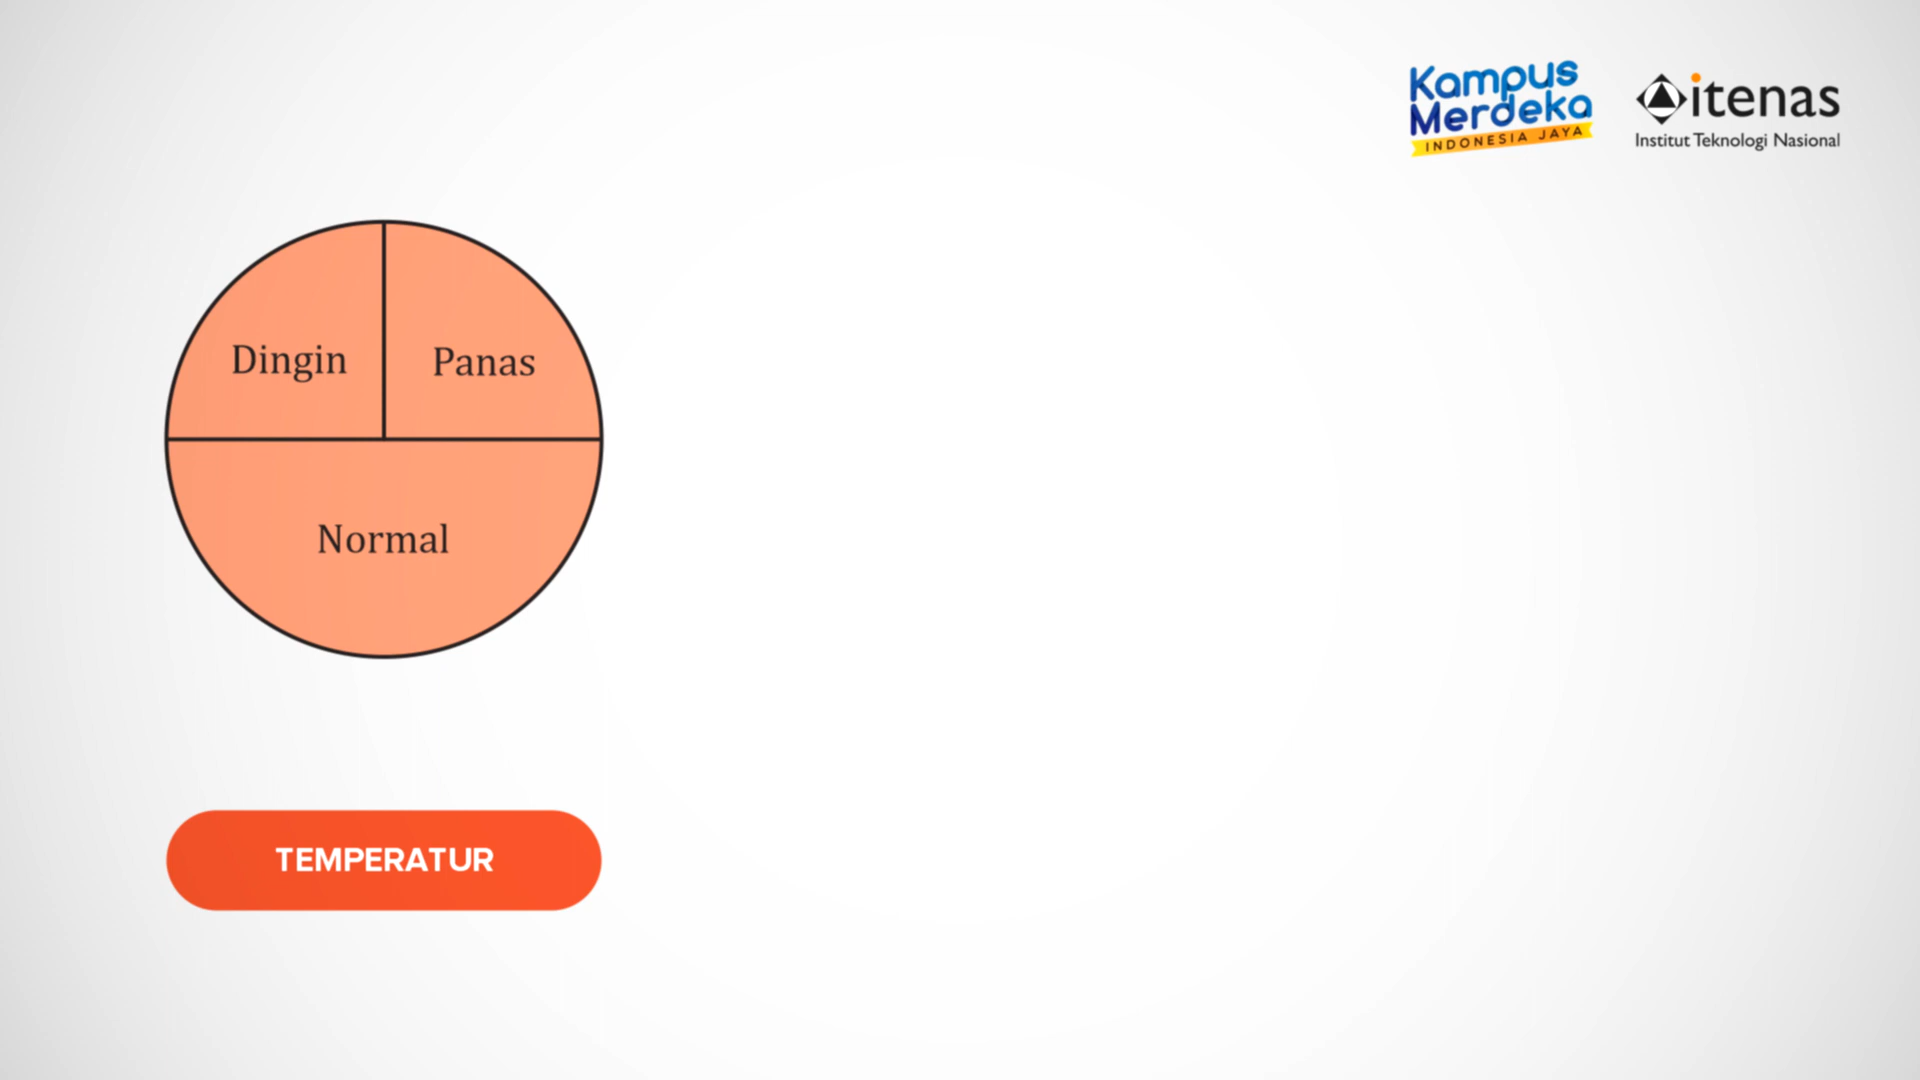 Kampus
Merdeka
INDONESIA JAYA
itenas
Institut Teknologi Nasional
Dingin
Panas
Normal
TEMPERATUR